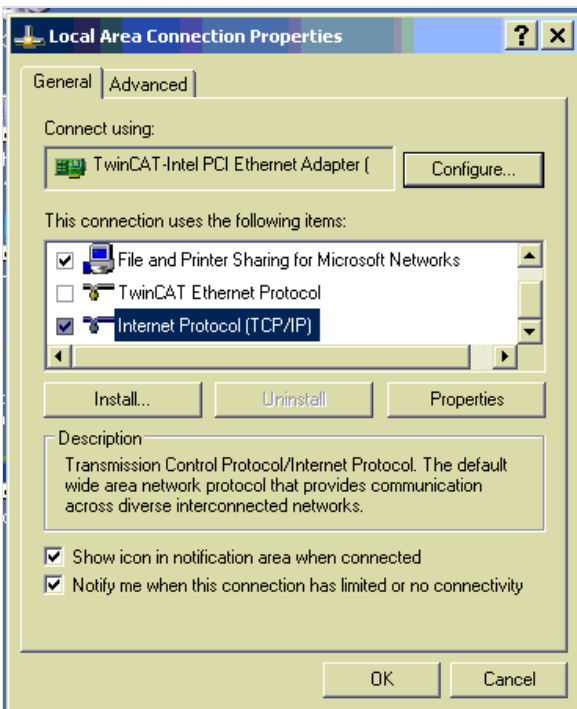 Local Area Connection Properties
General
Advanced
Connect using:
TwinCAT-Intel PCI Ethernet Adapter (
Configure...
This connection uses the following items:
File and Printer Sharing for Microsoft Networks
TwinCAT Ethernet Protocol
Internet Protocol (TCP/IP)
Install...
Uninstall
Properties
Description
Transmission Control Protocol/Internet Protocol. The default
wide area network protocol that provides communication
across diverse interconnected networks.
Show icon in notification area when connected
Notify me when this connection has limited or no connectivity
OK
Cancel